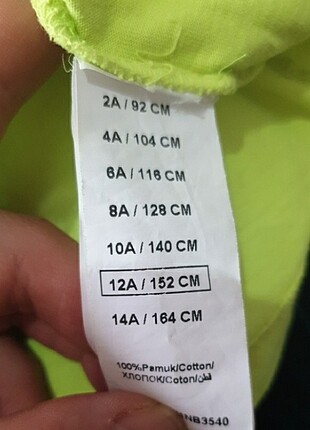 2A / 92 CM
4A / 104 CM
6A / 116 CM
8A / 128 CM
10A / 140 CM
12A / 152 CM
14A / 164 CM
100%Pamuk/Cotton/
ХЛОПОК/Coton/قطن/
NB3540